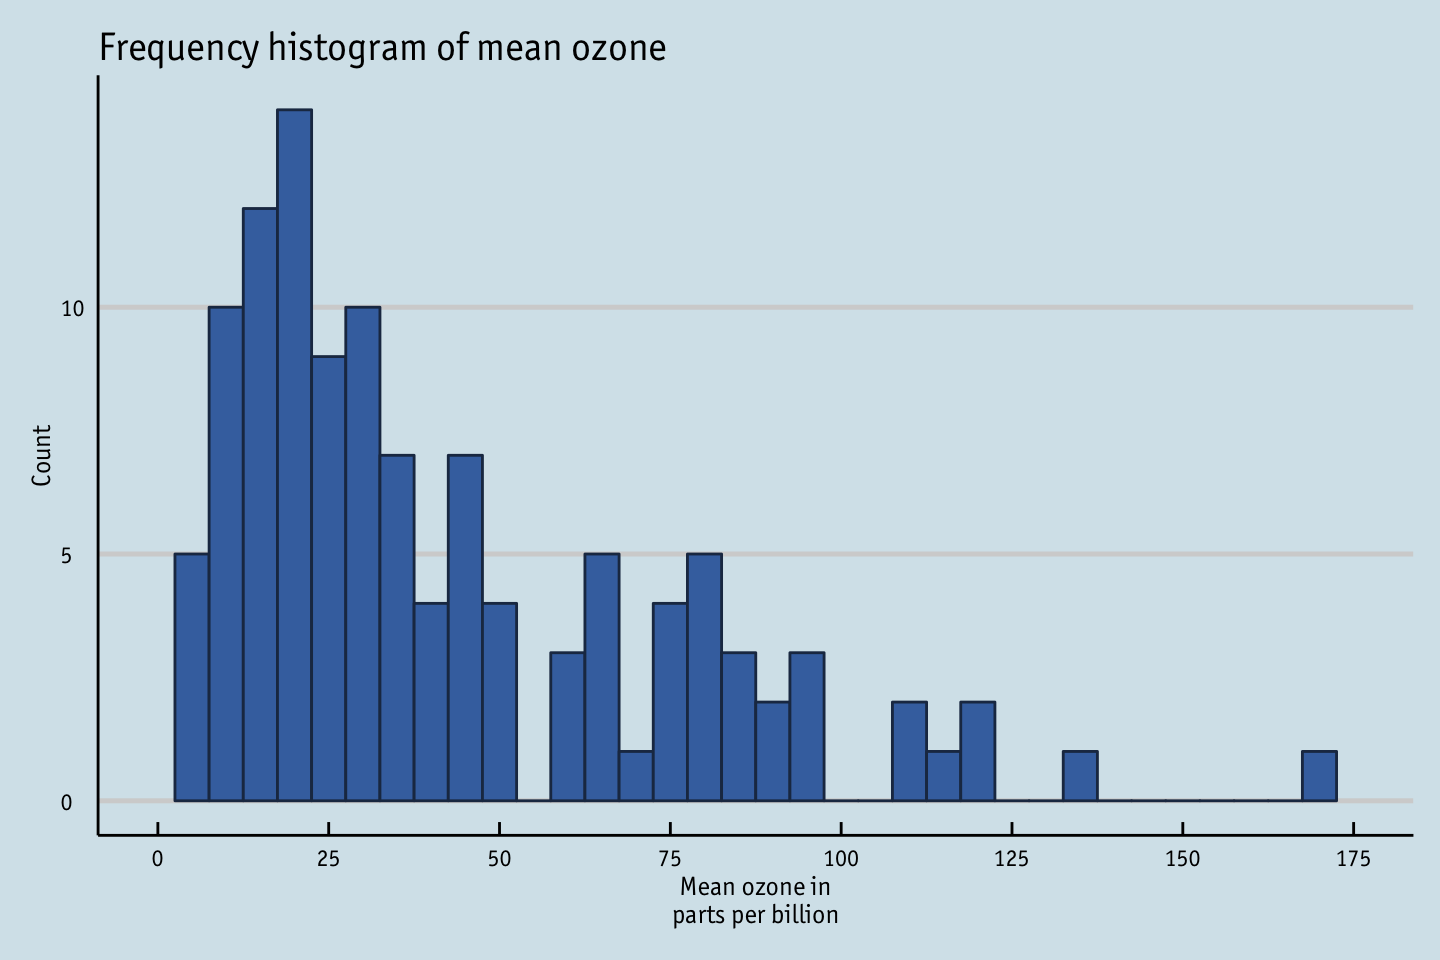 Frequency histogram of mean ozone
10
5
0
Count
0 25 50 75 100 125 150 175
Mean ozone in
parts per billion